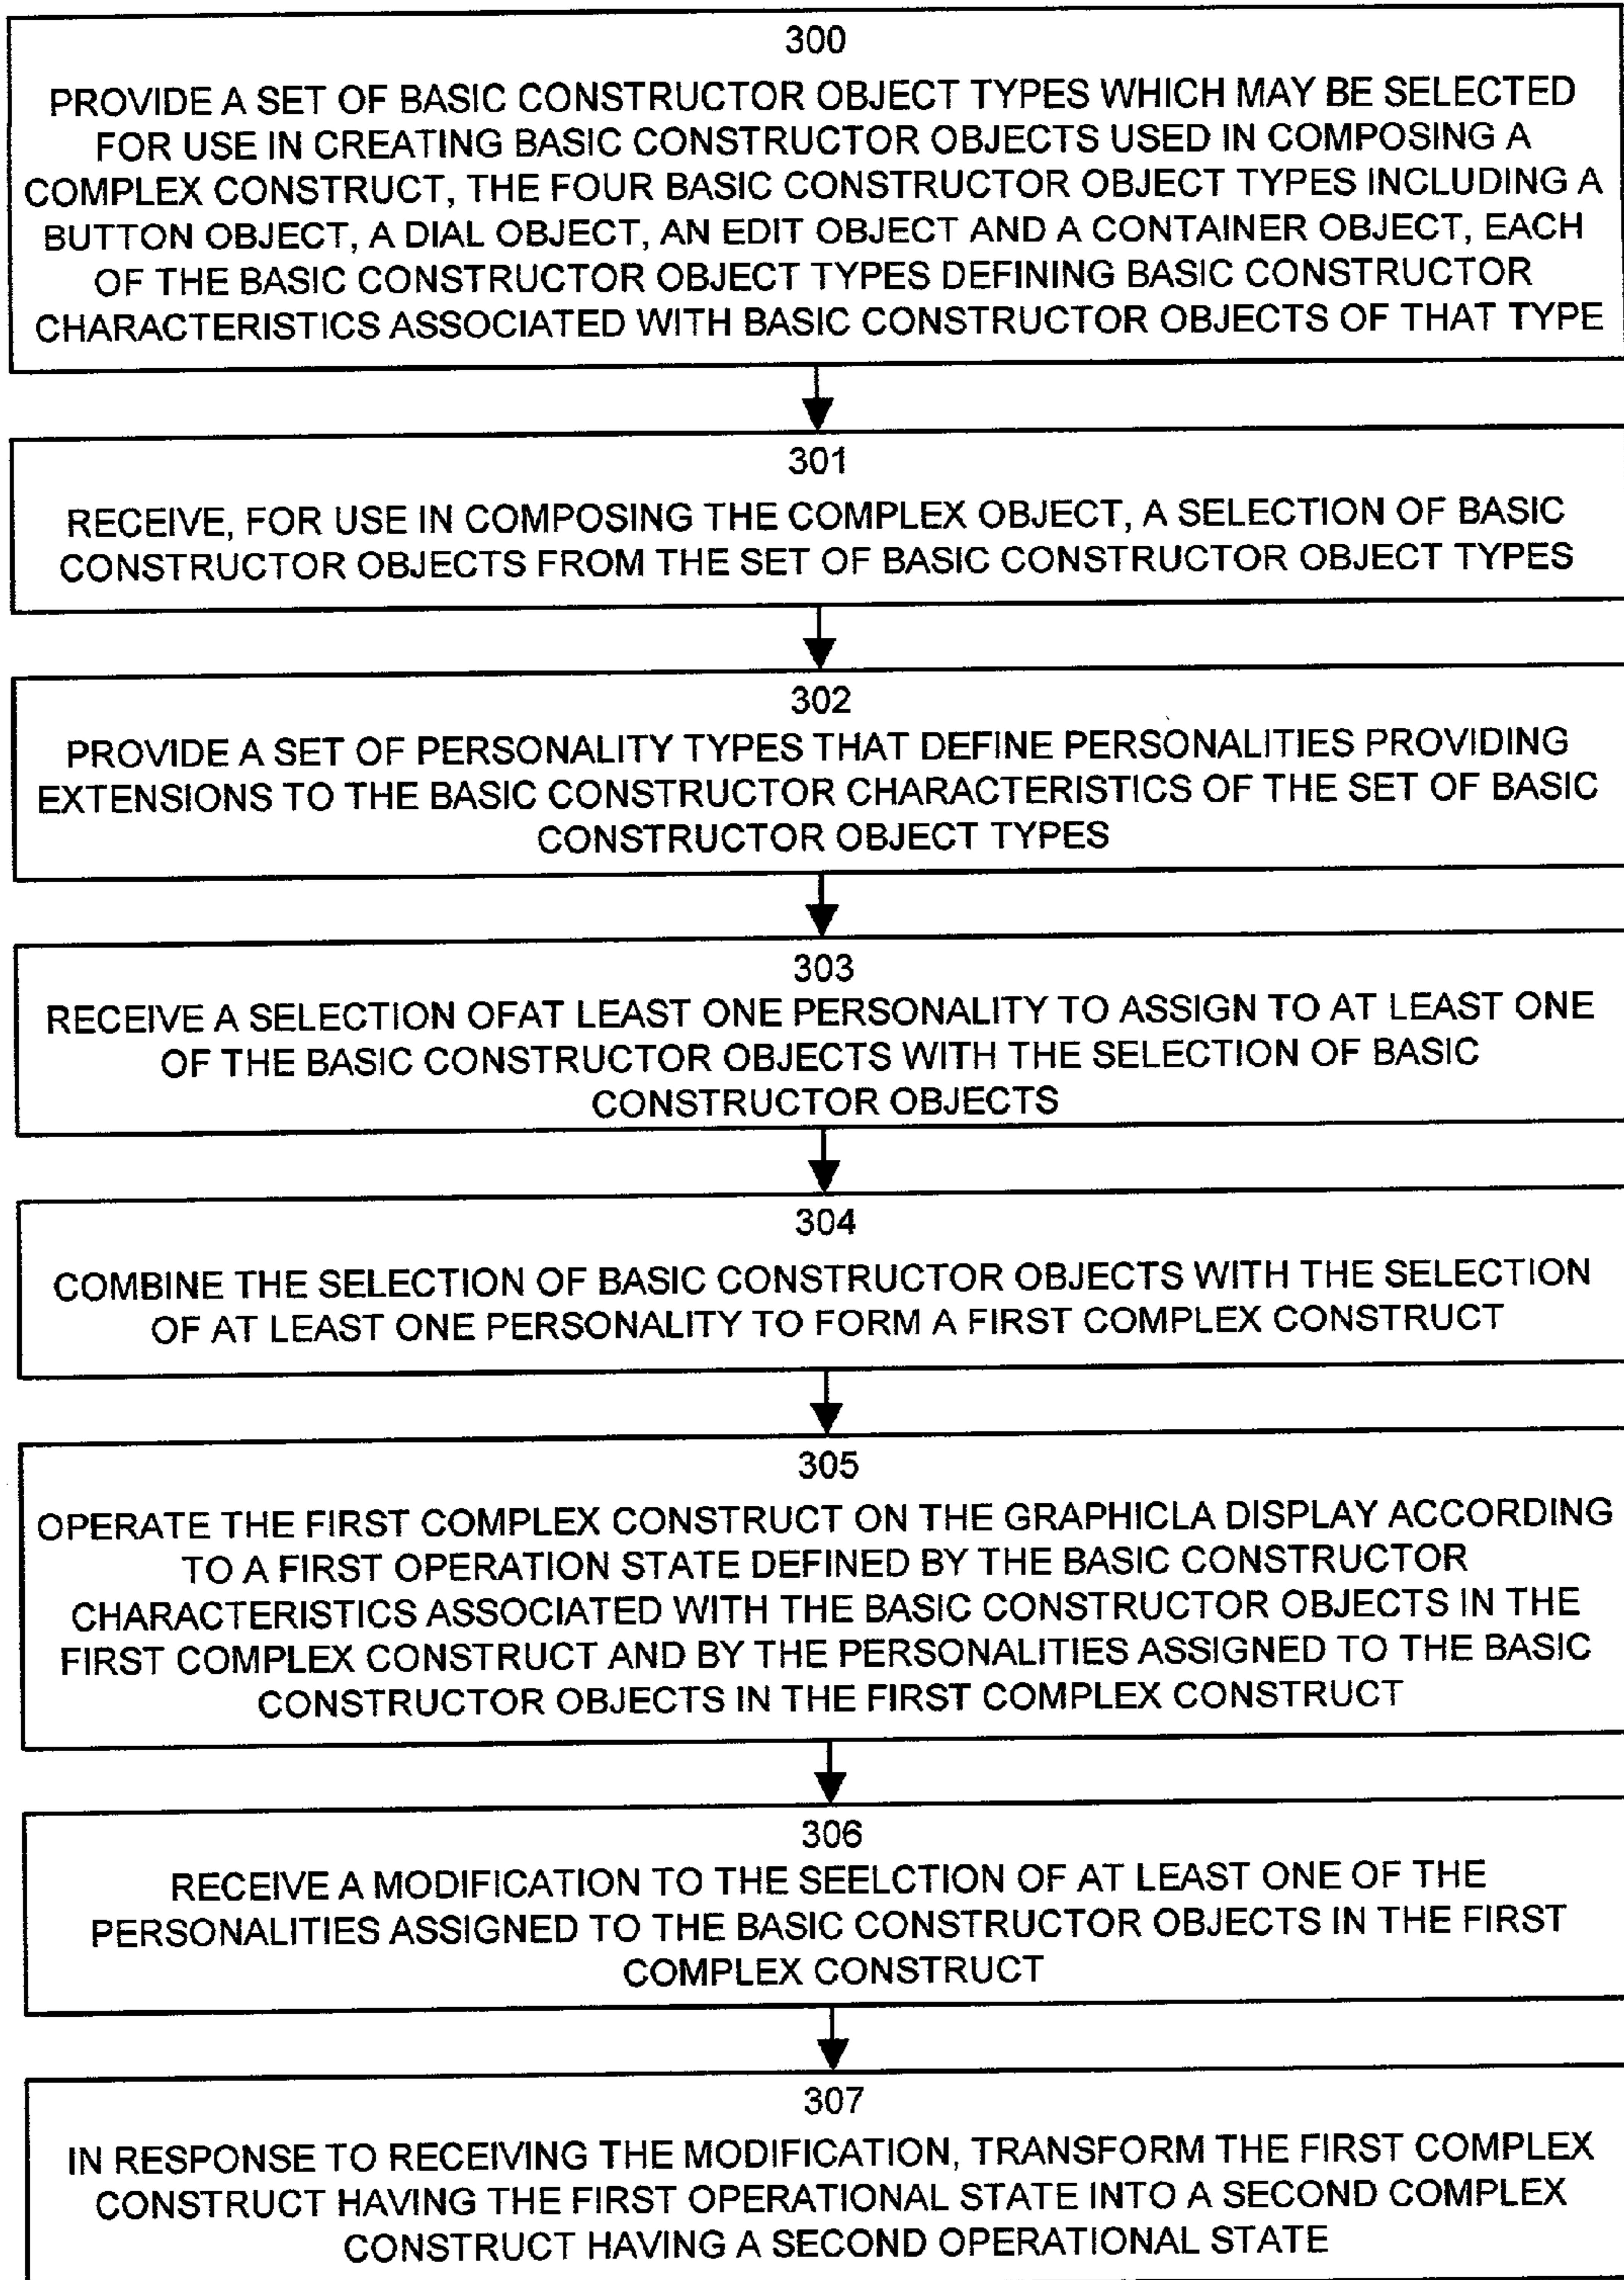 300
PROVIDE A SET OF BASIC CONSTRUCTOR OBJECT TYPES WHICH MAY BE SELECTED
FOR USE IN CREATING BASIC CONSTRUCTOR OBJECTS USED IN COMPOSING A
COMPLEX CONSTRUCT, THE FOUR BASIC CONSTRUCTOR OBJECT TYPES INCLUDING A
BUTTON OBJECT, A DIAL OBJECT, AN EDIT OBJECT AND A CONTAINER OBJECT, EACH
OF THE BASIC CONSTRUCTOR OBJECT TYPES DEFINING BASIC CONSTRUCTOR
CHARACTERISTICS ASSOCIATED WITH BASIC CONSTRUCTOR OBJECTS OF THAT TYPE
301
RECEIVE, FOR USE IN COMPOSING THE COMPLEX OBJECT, A SELECTION OF BASIC
CONSTRUCTOR OBJECTS FROM THE SET OF BASIC CONSTRUCTOR OBJECT TYPES
302
PROVIDE A SET OF PERSONALITY TYPES THAT DEFINE PERSONALITIES PROVIDING
EXTENSIONS TO THE BASIC CONSTRUCTOR CHARACTERISTICS OF THE SET OF BASIC
CONSTRUCTOR OBJECT TYPES
303
RECEIVE A SELECTION OFAT LEAST ONE PERSONALITY TO ASSIGN TO AT LEAST ONE
OF THE BASIC CONSTRUCTOR OBJECTS WITH THE SELECTION OF BASIC
CONSTRUCTOR OBJECTS
304
COMBINE THE SELECTION OF BASIC CONSTRUCTOR OBJECTS WITH THE SELECTION
OF AT LEAST ONE PERSONALITY TO FORM A FIRST COMPLEX CONSTRUCT
305
OPERATE THE FIRST COMPLEX CONSTRUCT ON THE GRAPHICLA DISPLAY ACCORDING
TO A FIRST OPERATION STATE DEFINED BY THE BASIC CONSTRUCTOR
CHARACTERISTICS ASSOCIATED WITH THE BASIC CONSTRUCTOR OBJECTS IN THE
FIRST COMPLEX CONSTRUCT AND BY THE PERSONALITIES ASSIGNED TO THE BASIC
CONSTRUCTOR OBJECTS IN THE FIRST COMPLEX CONSTRUCT
306
RECEIVE A MODIFICATION TO THE SEELCTION OF AT LEAST ONE OF THE
PERSONALITIES ASSIGNED TO THE BASIC CONSTRUCTOR OBJECTS IN THE FIRST
COMPLEX CONSTRUCT
307
IN RESPONSE TO RECEIVING THE MODIFICATION, TRANSFORM THE FIRST COMPLEX
CONSTRUCT HAVING THE FIRST OPERATIONAL STATE INTO A SECOND COMPLEX
CONSTRUCT HAVING A SECOND OPERATIONAL STATE